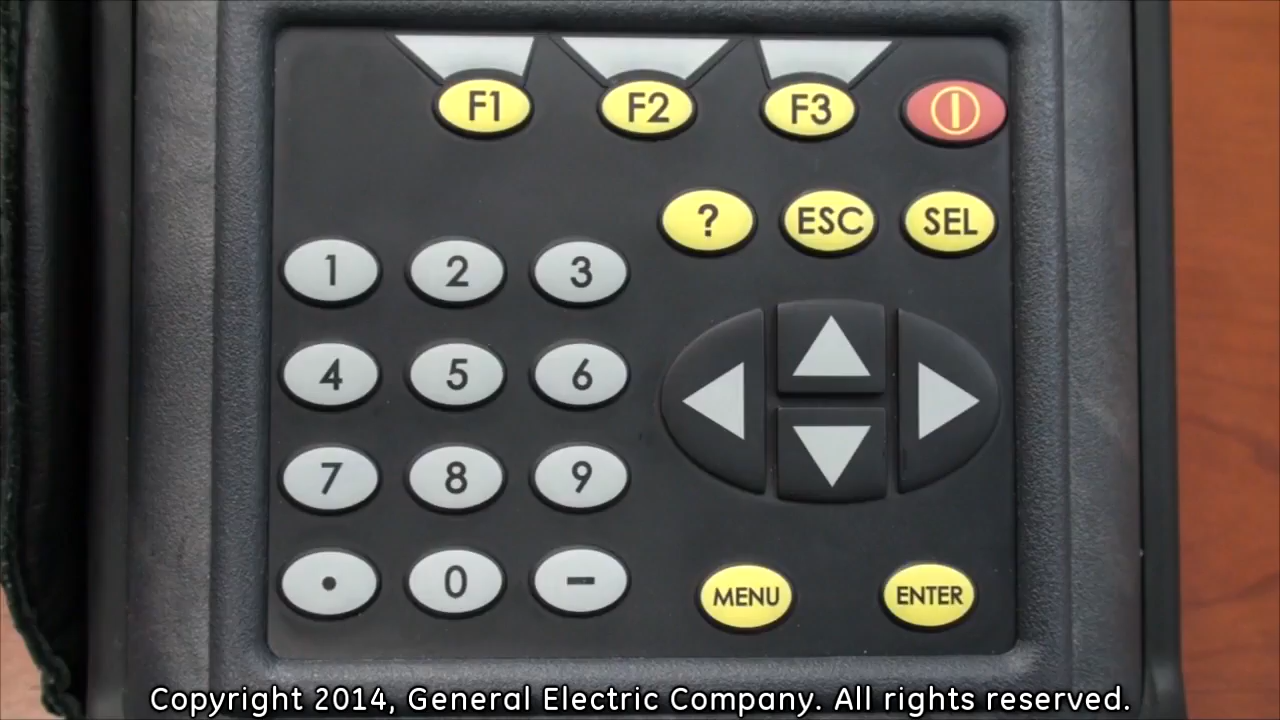 F1 F2 F3
? ESC SEL
1 2 3
4 5 6
7 8 9
. 0 -
MENU ENTER
Copyright 2014, General Electric Company. All rights reserved.